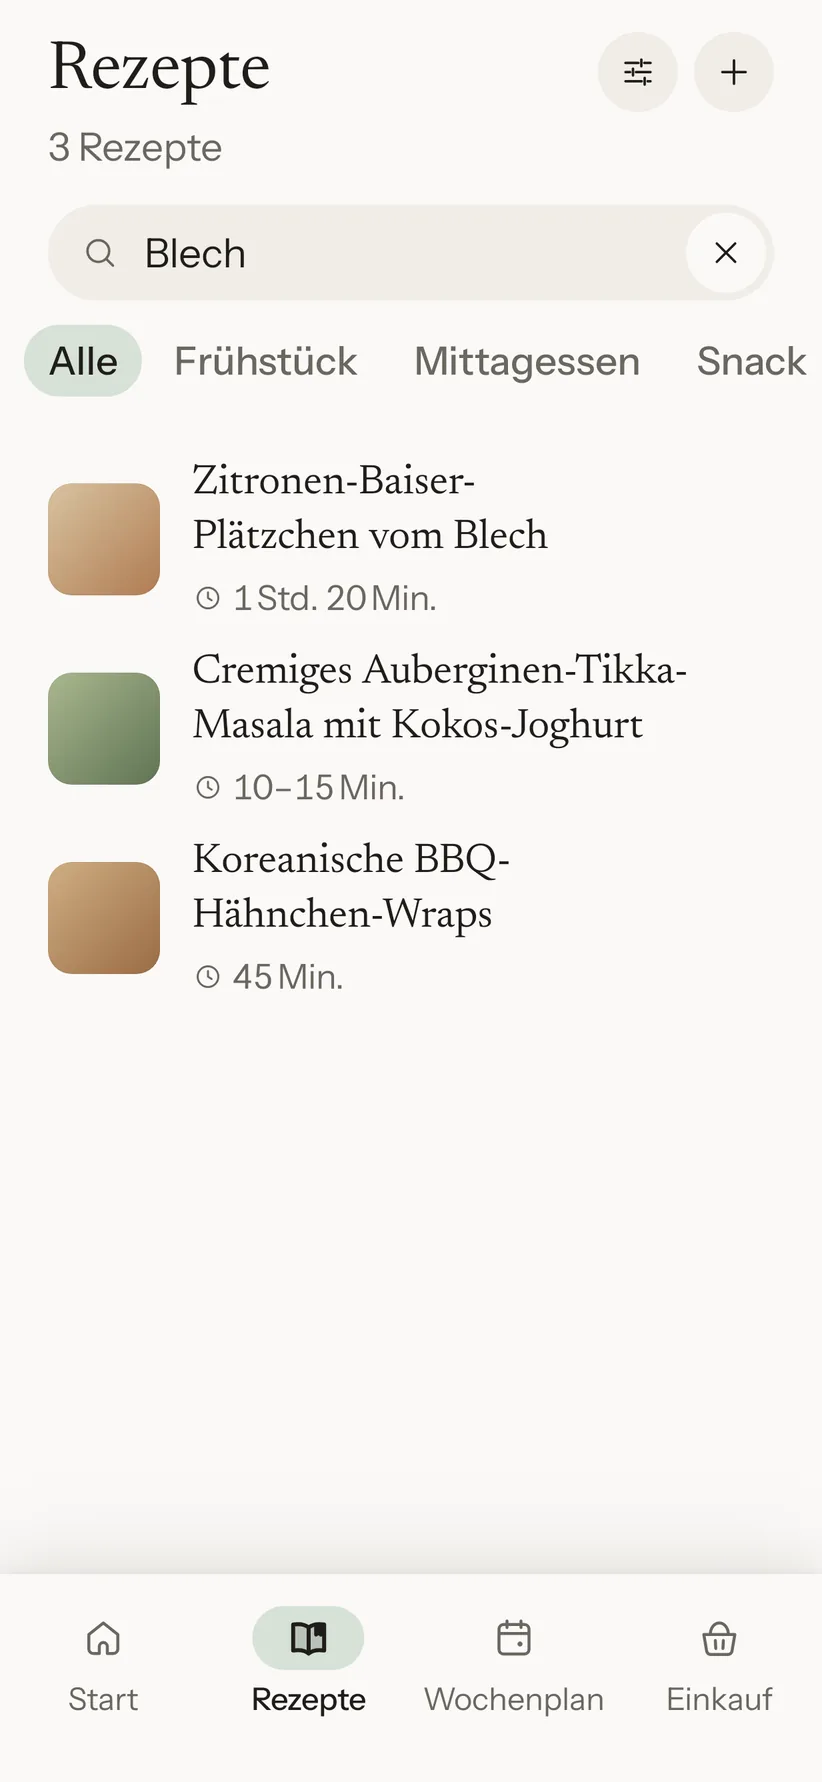 Rezepte
3 Rezepte
Blech
Alle Frühstück Mittagessen Snack
Zitronen-Baiser-
Plätzchen vom Blech
1 Std. 20 Min.
Cremiges Auberginen-Tikka-
Masala mit Kokos-Joghurt
10–15 Min.
Koreanische BBQ-
Hähnchen-Wraps
45 Min.
Start Rezepte Wochenplan Einkauf